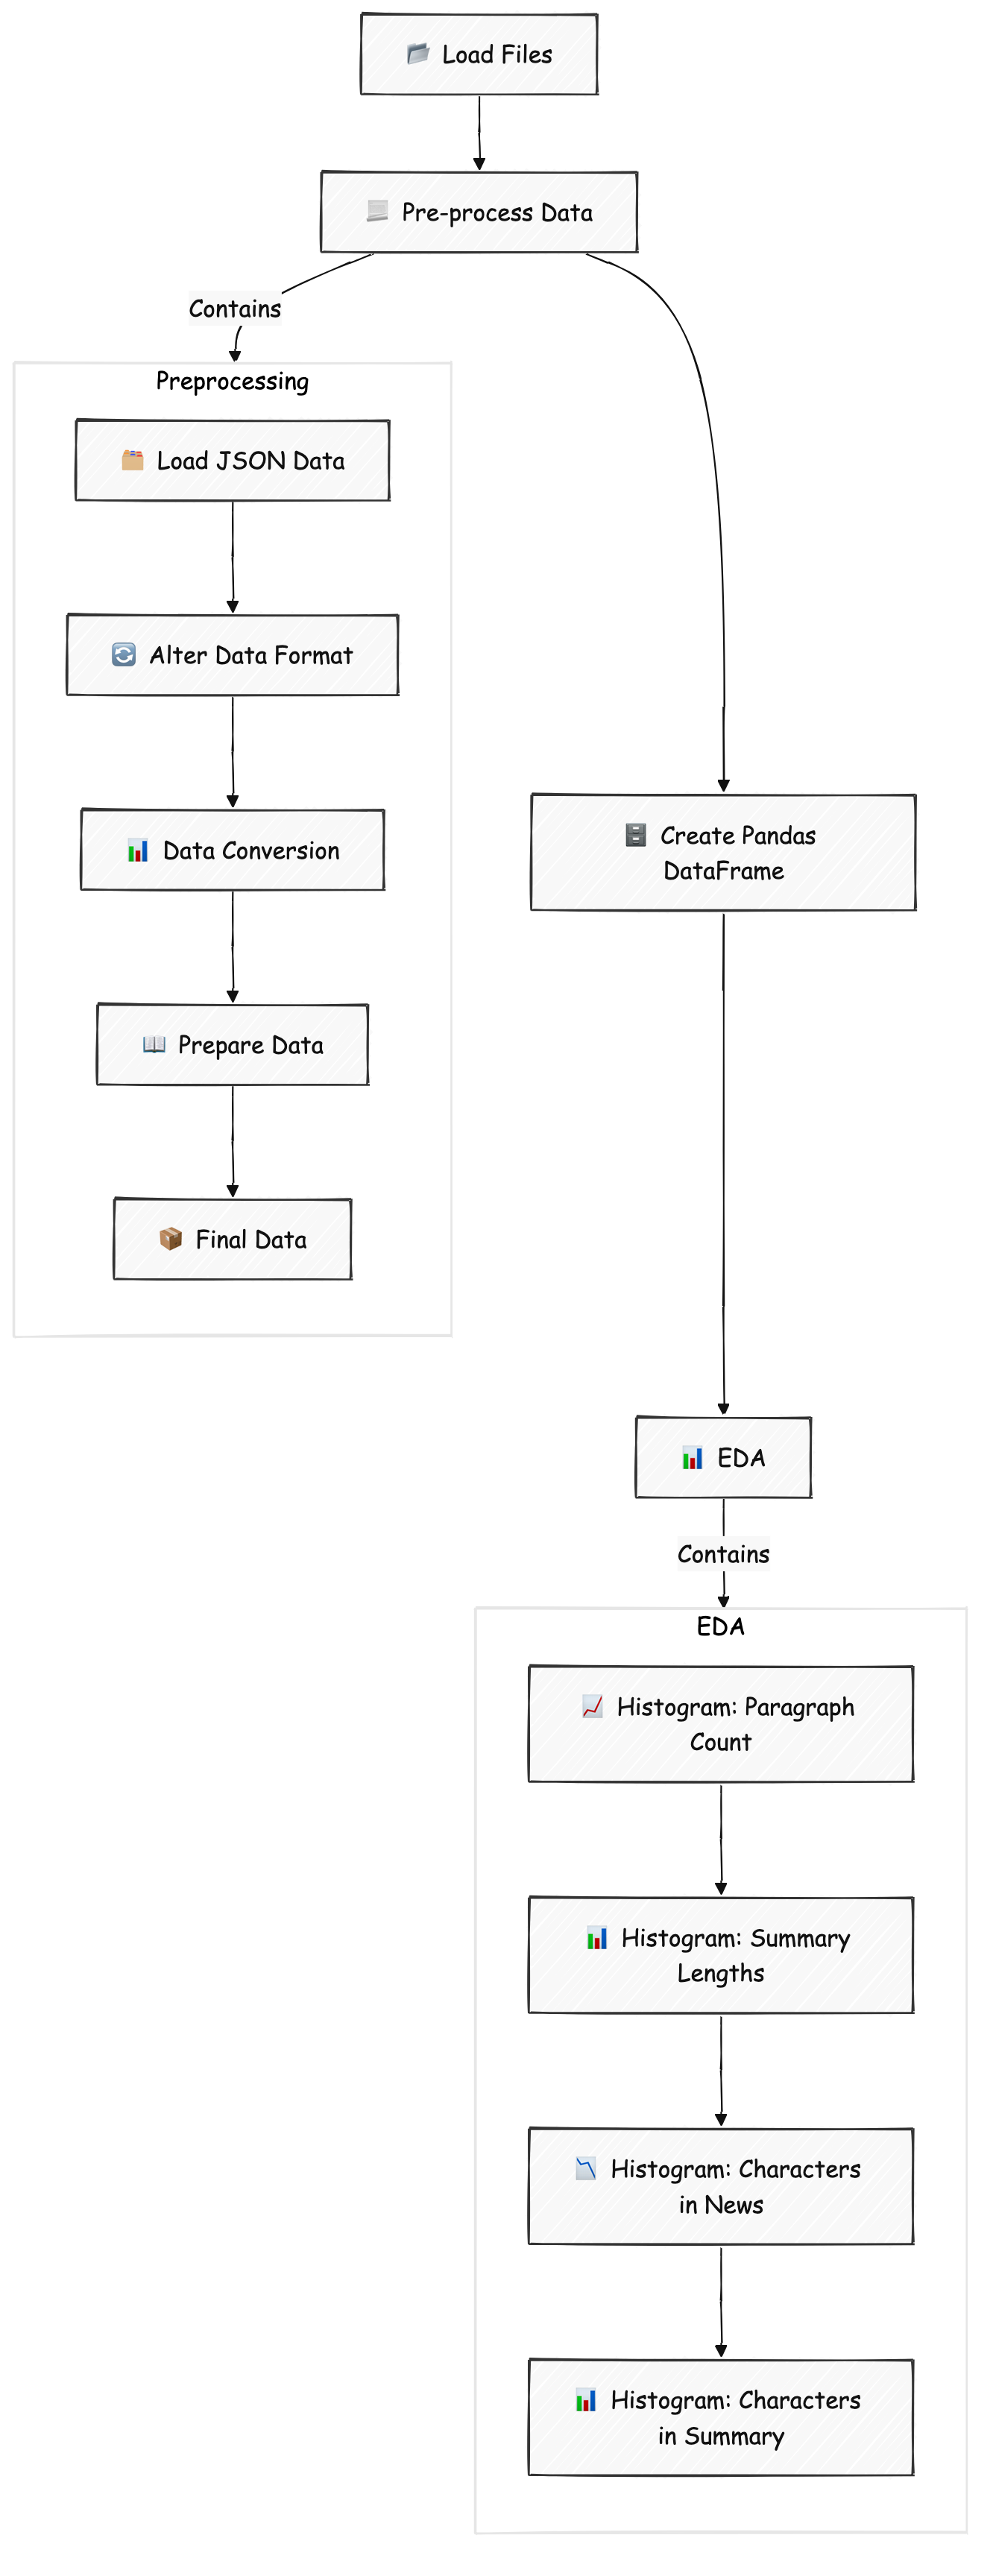 📂 Load Files
📃 Pre-process Data
Contains
Preprocessing
🗂️ Load JSON Data
🔄 Alter Data Format
📊 Data Conversion
📖 Prepare Data
📦 Final Data
🗄️ Create Pandas
DataFrame
📊 EDA
Contains
EDA
📈 Histogram: Paragraph
Count
📊 Histogram: Summary
Lengths
📉 Histogram: Characters
in News
📊 Histogram: Characters
in Summary